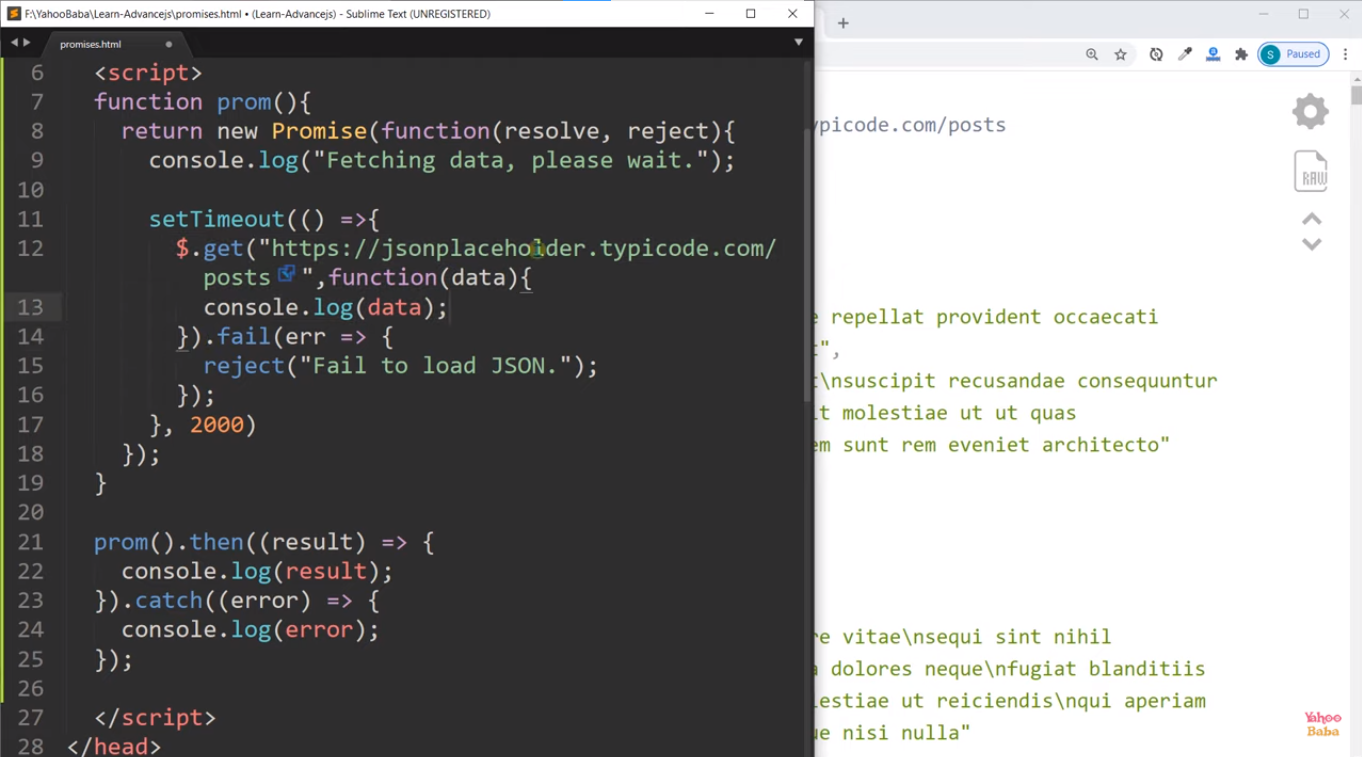 F:\YahooBaba\Learn-Advancejs\promises.html • (Learn-Advancejs) - Sublime Text (UNREGISTERED)
promises.html
6 <script>
7 function prom(){
8 return new Promise(function(resolve, reject){
9 console.log("Fetching data, please wait.");
10
11 setTimeout(() =>{
12 $.get("https://jsonplaceholder.typicode.com/
posts ",function(data){
13 console.log(data);
14 }).fail(err => {
15 reject("Fail to load JSON.");
16 });
17 }, 2000)
18 });
19 }
20
21 prom().then((result) => {
22 console.log(result);
23 }).catch((error) => {
24 console.log(error);
25 });
26
27 </script>
28 </head>
S Paused
ypicode.com/posts
RAW
e repellat provident occaecati
",
t\nsuscipit recusandae consequuntur
it molestiae ut ut quas
em sunt rem eveniet architecto"
re vitae\nsequi sint nihil
a dolores neque\nfugiat blanditiis
lestiae ut reiciendis\nqui aperiam
ue nisi nulla"
Yahoo
Baba